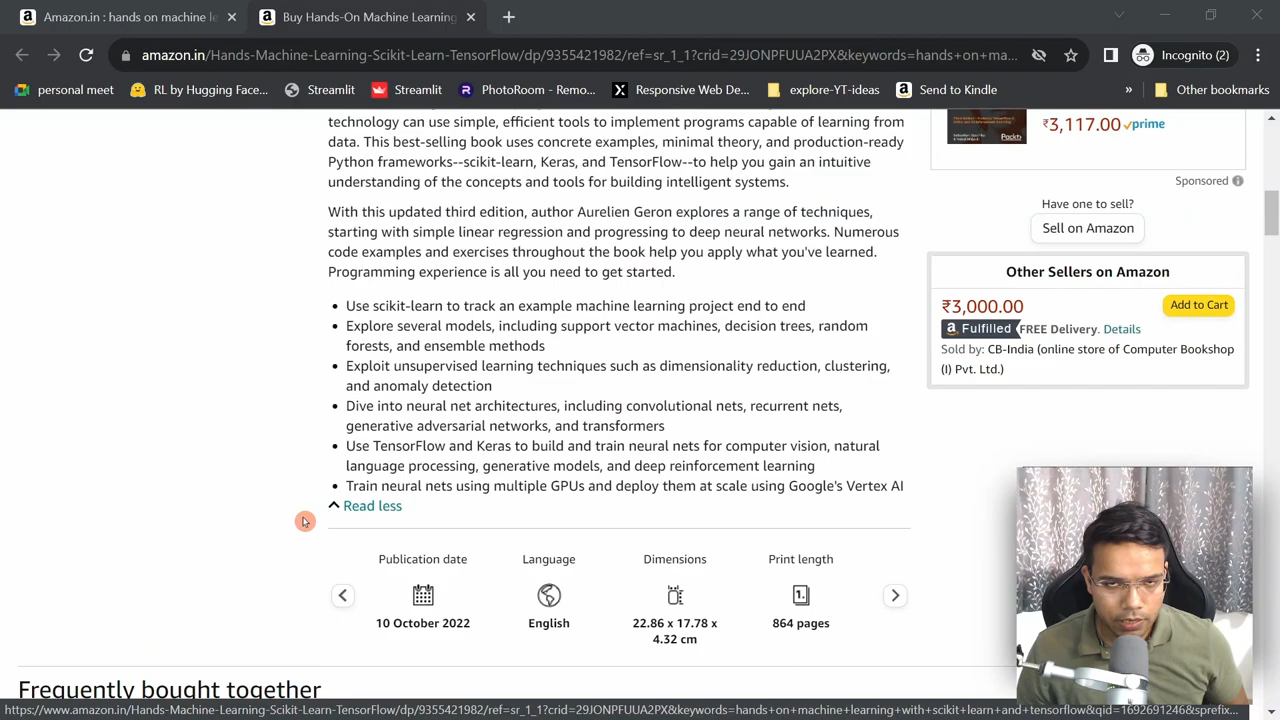 Amazon.in : hands on machine le
Buy Hands-On Machine Learning
amazon.in/Hands-Machine-Learning-Scikit-Learn-TensorFlow/dp/9355421982/ref=sr_1_1?crid=29JONPFUUA2PX&keywords=hands+on+ma...
Incognito (2)
personal meet
RL by Hugging Face...
Streamlit
Streamlit
PhotoRoom - Remo...
Responsive Web De...
explore-YT-ideas
Send to Kindle
»
Other bookmarks
technology can use simple, efficient tools to implement programs capable of learning from
data. This best-selling book uses concrete examples, minimal theory, and production-ready
Python frameworks--scikit-learn, Keras, and TensorFlow--to help you gain an intuitive
understanding of the concepts and tools for building intelligent systems.
With this updated third edition, author Aurelien Geron explores a range of techniques,
starting with simple linear regression and progressing to deep neural networks. Numerous
code examples and exercises throughout the book help you apply what you've learned.
Programming experience is all you need to get started.
• Use scikit-learn to track an example machine learning project end to end
• Explore several models, including support vector machines, decision trees, random
forests, and ensemble methods
• Exploit unsupervised learning techniques such as dimensionality reduction, clustering,
and anomaly detection
• Dive into neural net architectures, including convolutional nets, recurrent nets,
generative adversarial networks, and transformers
• Use TensorFlow and Keras to build and train neural nets for computer vision, natural
language processing, generative models, and deep reinforcement learning
• Train neural nets using multiple GPUs and deploy them at scale using Google's Vertex AI
Read less
Publication date
10 October 2022
Language
English
Dimensions
22.86 x 17.78 x
4.32 cm
Print length
864 pages
Packt
₹3,117.00 prime
Sponsored
Have one to sell?
Sell on Amazon
Other Sellers on Amazon
₹3,000.00
Add to Cart
a Fulfilled FREE Delivery. Details
Sold by: CB-India (online store of Computer Bookshop
(I) Pvt. Ltd.)
Frequently bought together
https://www.amazon.in/Hands-Machine-Learning-Scikit-Learn-TensorFlow/dp/9355421982/ref=sr_1_1?crid=29JONPFUUA2PX&keywords=hands+on+machine+learning+with+scikit+learn+and+tensorflow&qid=1692691246&sprefix...